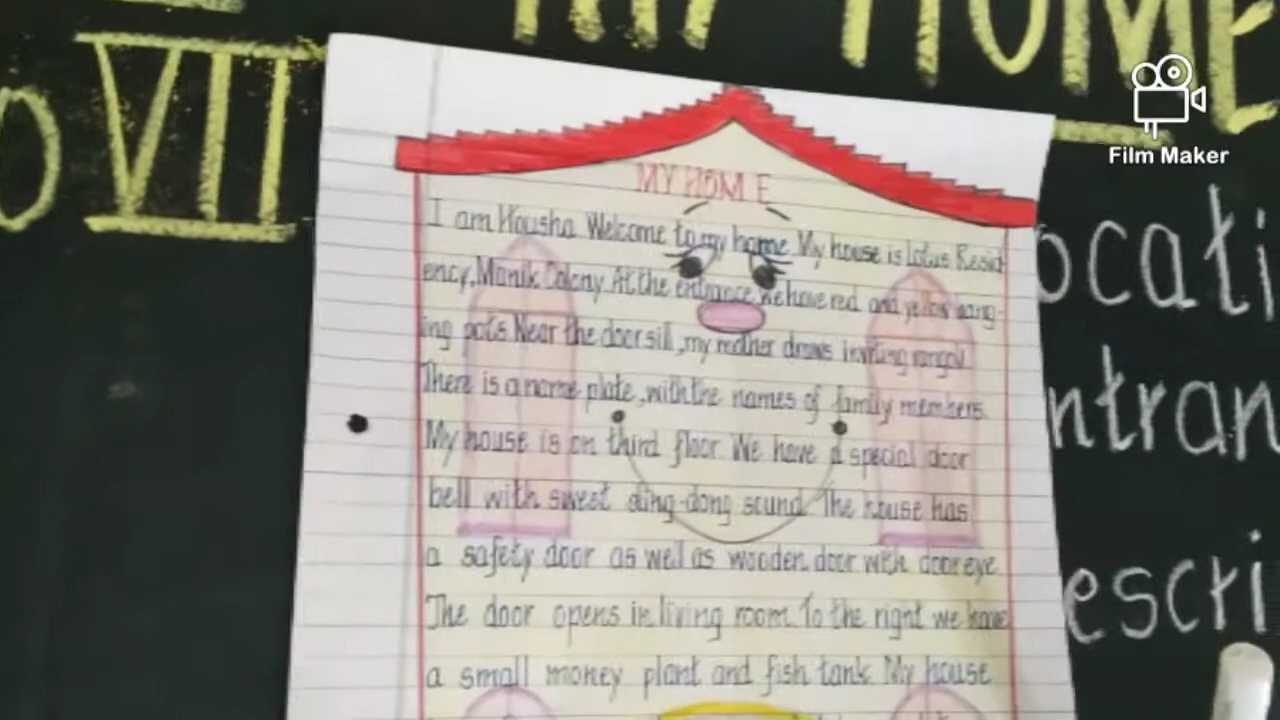 MY HOME
VII
Film Maker
MY HOME
I am Housha. Welcome to my home. My house is Lotus Resid-
ency, Manik Colony. At the entrance we have red and yellow hang-
ing pots. Near the doorsill, my mother draws inviting rangoli.
There is a name plate, with the names of family members.
My house is on third floor. We have a special door
bell with sweet ding-dong sound. The house has
a safety door as well as wooden door with door eye.
The door opens in living room. To the right we have
a small money plant and fish tank. My house
ocati
ntran
escri